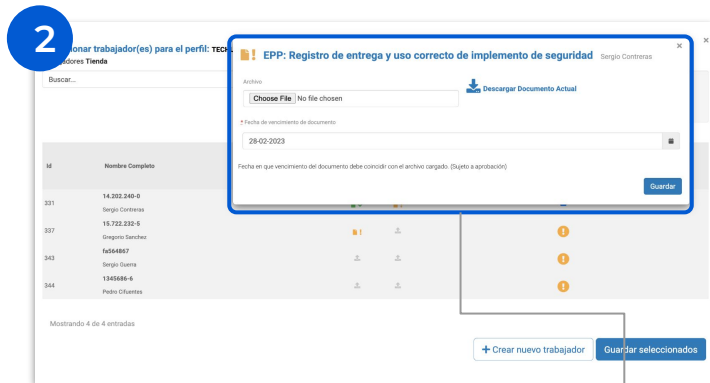 2
onar trabajador(es) para el perfil: TECH
adores Tienda
Buscar...
EPP: Registro de entrega y uso correcto de implemento de seguridad Sergio Contreras
Archivo
Choose File No file chosen
Descargar Documento Actual
* Fecha de vencimiento de documento
28-02-2023
Fecha en que vencimiento del documento debe coincidir con el archivo cargado. (Sujeto a aprobación)
Guardar
Id Nombre Completo
331 14.202.240-0
Sergio Contreras
337 15.722.232-5
Gregorio Sanchez
343 fa564867
Sergio Guerra
344 1345686-6
Pedro Cifuentes
Mostrando 4 de 4 entradas
+ Crear nuevo trabajador Guardar seleccionados